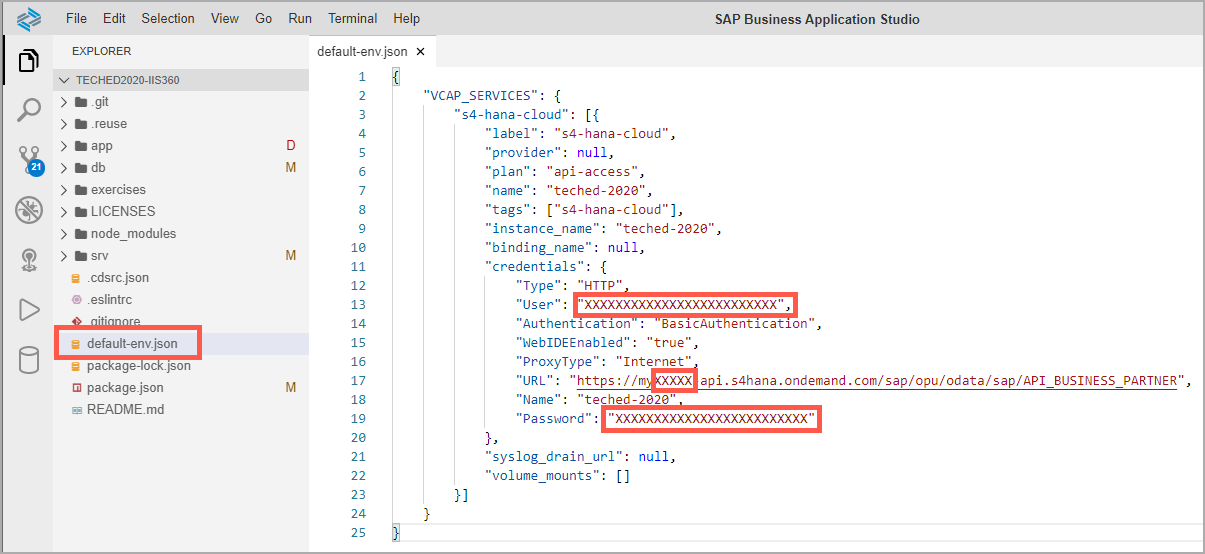 File Edit Selection View Go Run Terminal Help SAP Business Application Studio
EXPLORER
default-env.json ×
TECHED2020-IIS360
.git
.reuse
app D
db M
exercises
LICENSES
node_modules
srv M
.cdsrc.json
.eslintrc
.gitignore
default-env.json
package-lock.json
package.json M
README.md
21
1 {
2 "VCAP_SERVICES": {
3 "s4-hana-cloud": [{
4 "label": "s4-hana-cloud",
5 "provider": null,
6 "plan": "api-access",
7 "name": "teched-2020",
8 "tags": ["s4-hana-cloud"],
9 "instance_name": "teched-2020",
10 "binding_name": null,
11 "credentials": {
12 "Type": "HTTP",
13 "User": "XXXXXXXXXXXXXXXXXXXXXXXXX",
14 "Authentication": "BasicAuthentication",
15 "WebIDEEnabled": "true",
16 "ProxyType": "Internet",
17 "URL": "https://myXXXXX-api.s4hana.ondemand.com/sap/opu/odata/sap/API_BUSINESS_PARTNER",
18 "Name": "teched-2020",
19 "Password": "XXXXXXXXXXXXXXXXXXXXXXXXX"
20 },
21 "syslog_drain_url": null,
22 "volume_mounts": []
23 }]
24 }
25 }